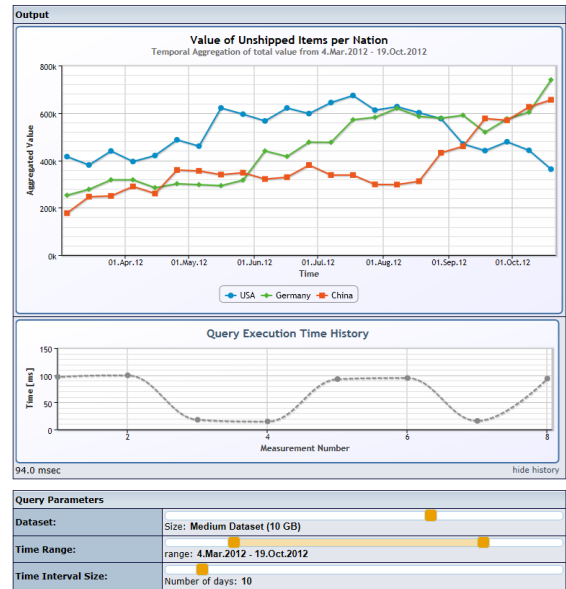 Output
Value of Unshipped Items per Nation
Temporal Aggregation of total value from 4.Mar.2012 - 19.Oct.2012
800k
600k
400k
200k
0k
Aggregated Value
01.Apr.12 01.May.12 01.Jun.12 01.Jul.12 01.Aug.12 01.Sep.12 01.Oct.12
Time
USA Germany China
Query Execution Time History
150
100
50
0
Time [ms]
2 4 6 8
Measurement Number
94.0 msec hide history
Query Parameters
Dataset: Size: Medium Dataset (10 GB)
Time Range: range: 4.Mar.2012 - 19.Oct.2012
Time Interval Size: Number of days: 10